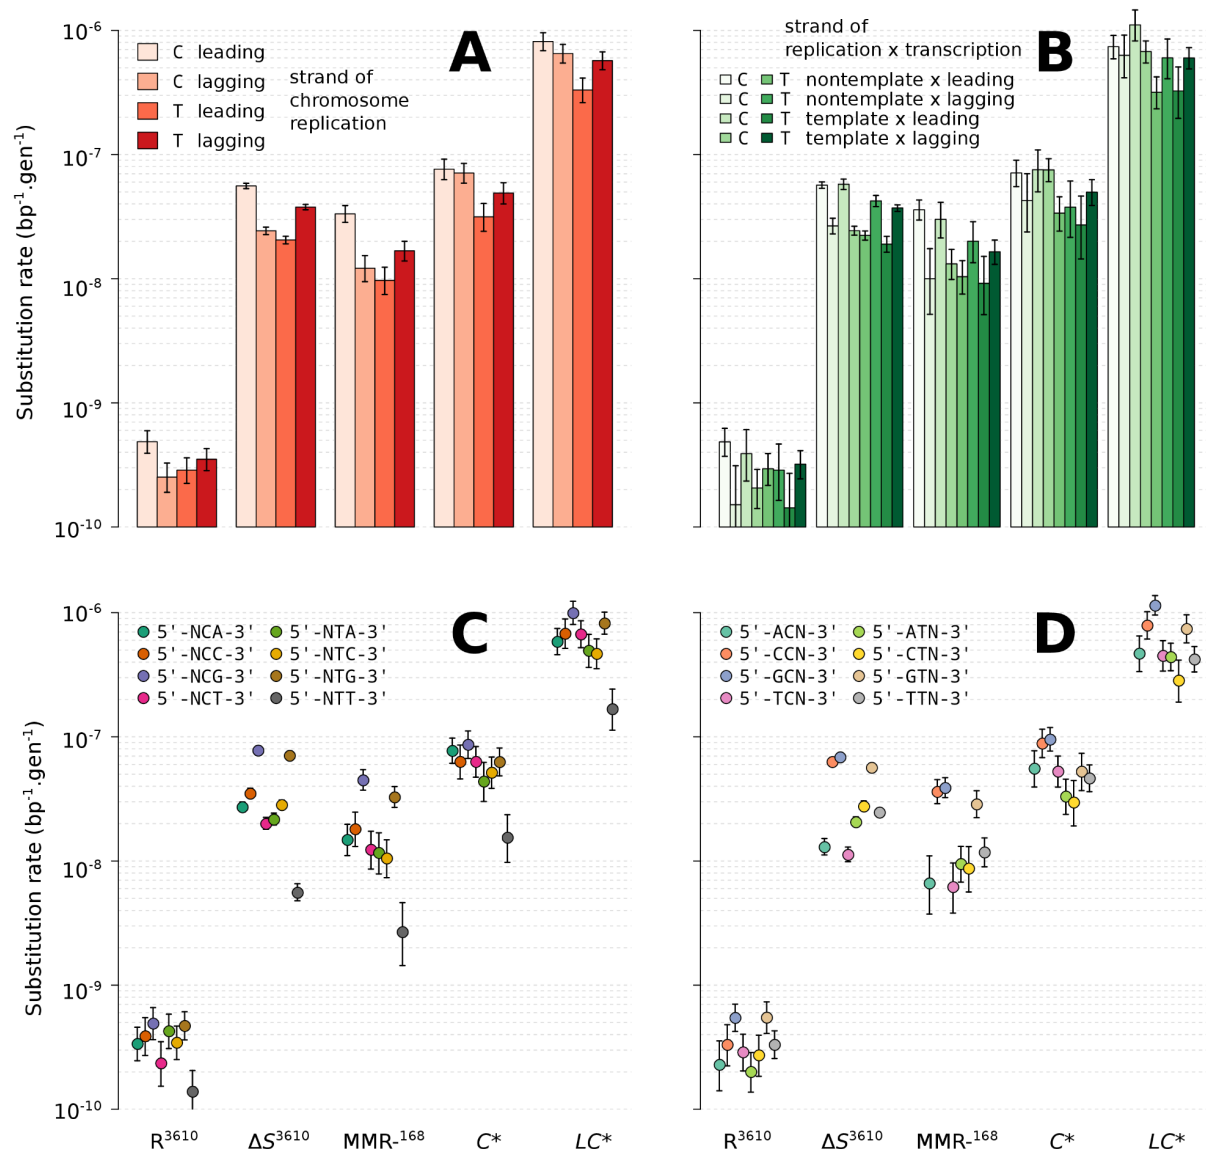 A
C leading
C lagging
T leading
T lagging
strand of
chromosome
replication
Substitution rate (bp⁻¹.gen⁻¹)
10⁻⁶
10⁻⁷
10⁻⁸
10⁻⁹
10⁻¹⁰
B
strand of
replication x transcription
C T nontemplate x leading
C T nontemplate x lagging
C T template x leading
C T template x lagging
C
5'-NCA-3' 5'-NTA-3'
5'-NCC-3' 5'-NTC-3'
5'-NCG-3' 5'-NTG-3'
5'-NCT-3' 5'-NTT-3'
Substitution rate (bp⁻¹.gen⁻¹)
10⁻⁶
10⁻⁷
10⁻⁸
10⁻⁹
10⁻¹⁰
R³⁶¹⁰ ΔS³⁶¹⁰ MMR-¹⁶⁸ C* LC*
D
5'-ACN-3' 5'-ATN-3'
5'-CCN-3' 5'-CTN-3'
5'-GCN-3' 5'-GTN-3'
5'-TCN-3' 5'-TTN-3'
R³⁶¹⁰ ΔS³⁶¹⁰ MMR-¹⁶⁸ C* LC*